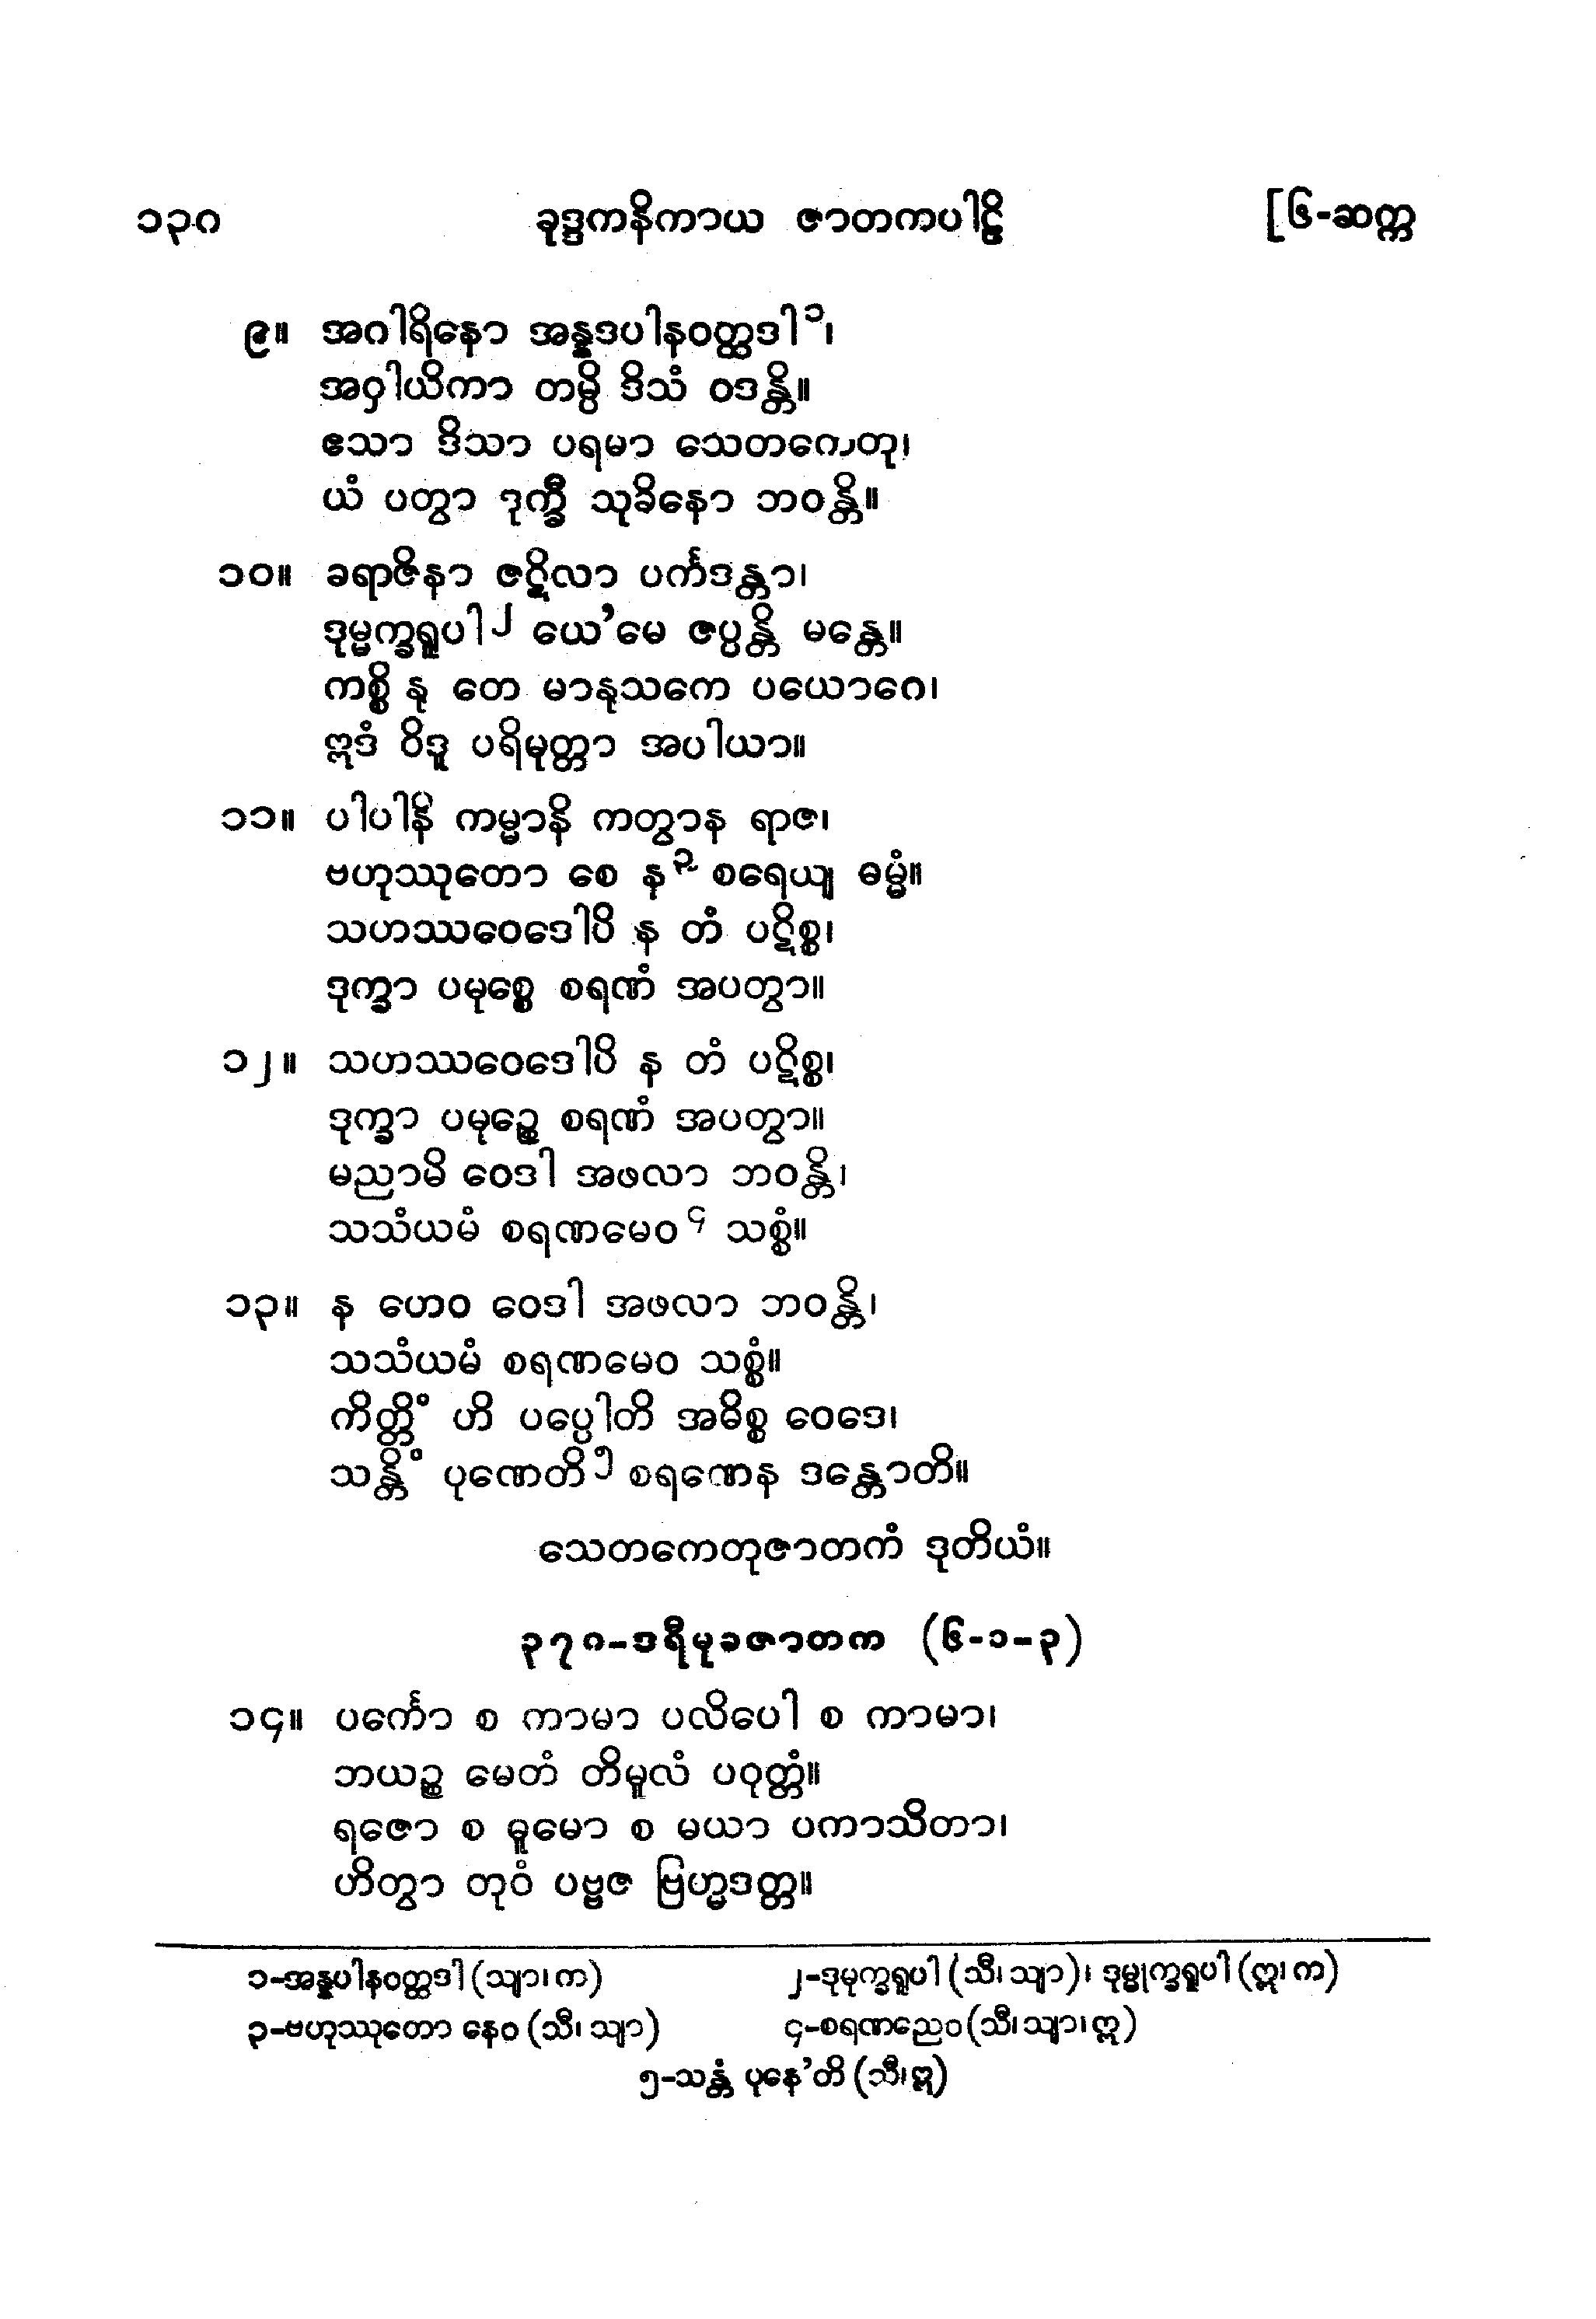 ၁၃၈ ခုဒ္ဒကနိကာယ ဇာတကပါဠိ [၆-ဆက္က
၉။ အဂါရိနော အန္နဒပါနဝတ္ထဒါ၁၊
အဝှါယိကာ တမ္ပိ ဒိသံ ဝဒန္တိ။
ဧသာ ဒိသာ ပရမာ သေတကေတု၊
ယံ ပတွာ ဒုက္ခီ သုခိနော ဘဝန္တိ။
၁၀။ ခရာဇိနာ ဇဋိလာ ပင်္ကဒန္တာ၊
ဒုမ္မက္ခရူပါ၂ ယေ’မေ ဇပ္ပန္တိ မန္တေ။
ကစ္စိ နု တေ မာနုသကေ ပယောဂေ၊
ဣဒံ ဝိဒူ ပရိမုတ္တာ အပါယာ။
၁၁။ ပါပါနိ ကမ္မာနိ ကတွာန ရာဇ၊
ဗဟုဿုတော စေ န၃ စရေယျ ဓမ္မံ။
သဟဿဝေဒေါပိ န တံ ပဋိစ္စ၊
ဒုက္ခာ ပမုစ္စေ စရဏံ အပတွာ။
၁၂။ သဟဿဝေဒေါပိ န တံ ပဋိစ္စ၊
ဒုက္ခာ ပမုဉ္စေ စရဏံ အပတွာ။
မညာမိ ဝေဒါ အဖလာ ဘဝန္တိ၊
သသံယမံ စရဏမေဝ၄ သစ္စံ။
၁၃။ န ဟေဝ ဝေဒါ အဖလာ ဘဝန္တိ၊
သသံယမံ စရဏမေဝ သစ္စံ။
ကိတ္တိံ ဟိ ပပ္ပေါတိ အဓိစ္စ ဝေဒေ၊
သန္တိံ ပုဏေတိ၅ စရဏေန ဒန္တောတိ။
သေတကေတုဇာတကံ ဒုတိယံ။
၃၇၈-ဒရီမုခဇာတက (၆-၁-၃)
၁၄။ ပင်္ကော စ ကာမာ ပလိပေါ စ ကာမာ၊
ဘယဉ္စ မေတံ တိမူလံ ပဝုတ္တံ။
ရဇော စ ဓူမော စ မယာ ပကာသိတာ၊
ဟိတွာ တုဝံ ပဗ္ဗဇ ဗြဟ္မဒတ္တ။
၁-အန္နပါနဝတ္ထဒါ (သျာ၊ က) ၂-ဒုမုက္ခရူပါ (သီ၊ သျာ)၊ ဒုမ္မုက္ခရူပါ (ဣ၊ က)
၃-ဗဟုဿုတော နေဝ (သီ၊ သျာ) ၄-စရဏညေဝ (သီ၊ သျာ၊ ဣ)
၅-သန္တံ ပုနေ’တိ (သီ၊ ဣ)